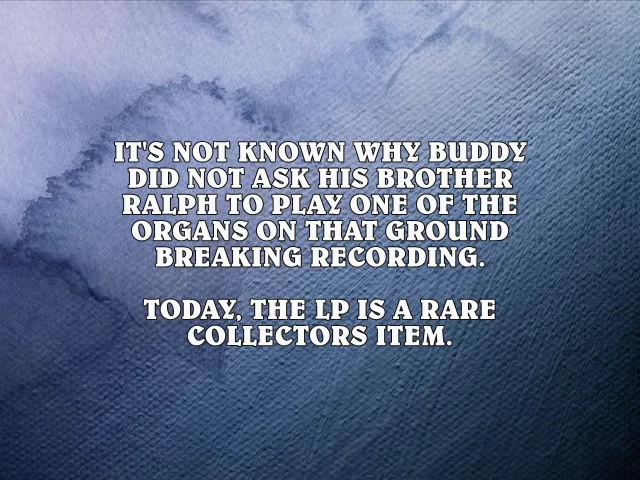 IT'S NOT KNOWN WHY BUDDY
DID NOT ASK HIS BROTHER
RALPH TO PLAY ONE OF THE
ORGANS ON THAT GROUND
BREAKING RECORDING.
TODAY, THE LP IS A RARE
COLLECTORS ITEM.